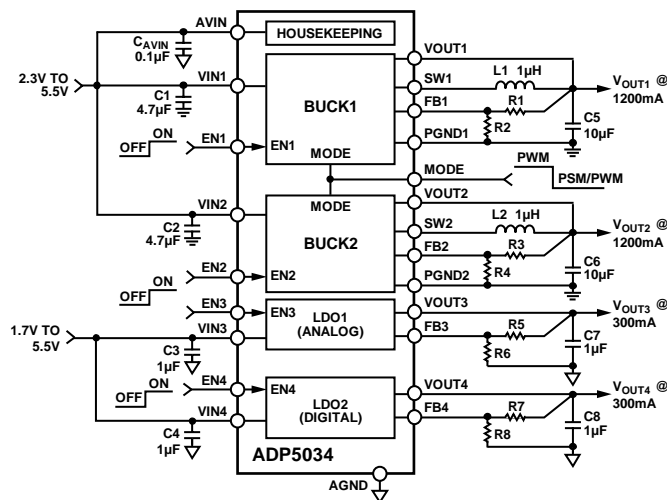 AVIN
HOUSEKEEPING
CAVIN
0.1µF
VOUT1
L1 1µH
2.3V TO
5.5V
VIN1
SW1
VOUT1 @
1200mA
C1
4.7µF
BUCK1
FB1
R1
R2
C5
10µF
ON
OFF
EN1
EN1
PGND1
MODE
MODE
PWM
PSM/PWM
VIN2
MODE
VOUT2
C2
4.7µF
BUCK2
SW2
L2 1µH
VOUT2 @
1200mA
FB2
R3
R4
C6
10µF
EN2
EN2
PGND2
ON
OFF
EN3
EN3
LDO1
(ANALOG)
VOUT3
VOUT3 @
300mA
1.7V TO
5.5V
VIN3
FB3
R5
R6
C7
1µF
C3
1µF
ON
OFF
EN4
EN4
LDO2
(DIGITAL)
VOUT4
VOUT4 @
300mA
VIN4
FB4
R7
R8
C8
1µF
C4
1µF
ADP5034
AGND